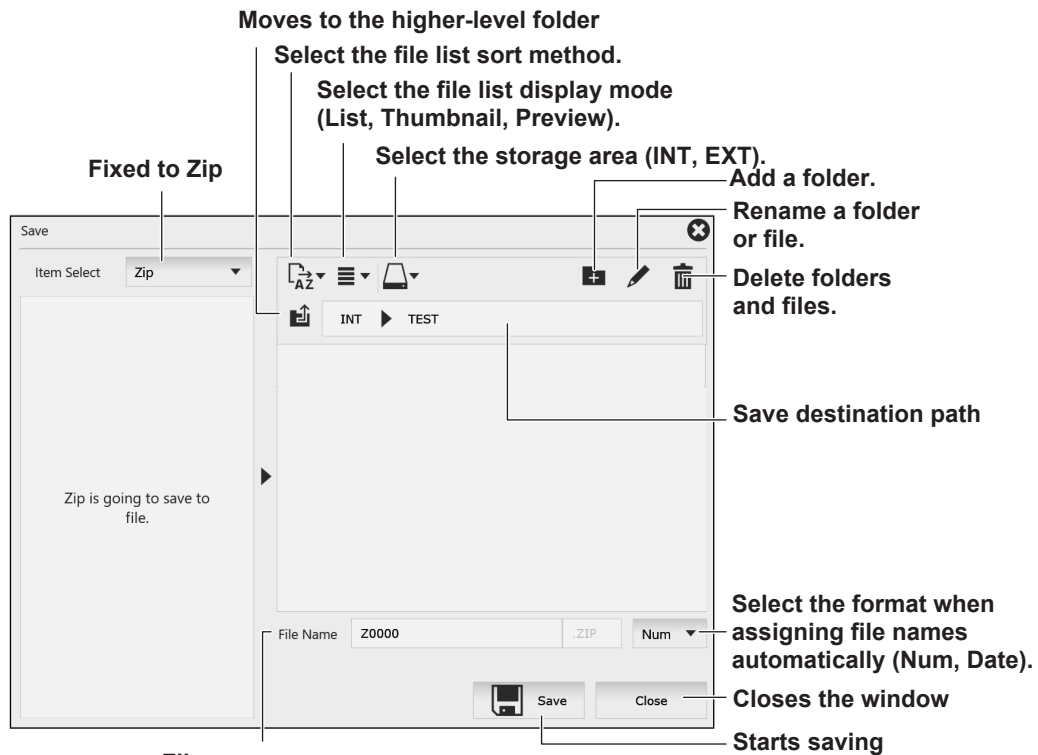 Moves to the higher-level folder
Select the file list sort method.
Select the file list display mode
(List, Thumbnail, Preview).
Select the storage area (INT, EXT).
Fixed to Zip
Add a folder.
Rename a folder
or file.
Delete folders
and files.
Save
Item Select
Zip
AZ
INT
TEST
Save destination path
Zip is going to save to
file.
File Name
Z0000
.ZIP
Num
Select the format when
assigning file names
automatically (Num, Date).
Save
Close
Closes the window
Starts saving